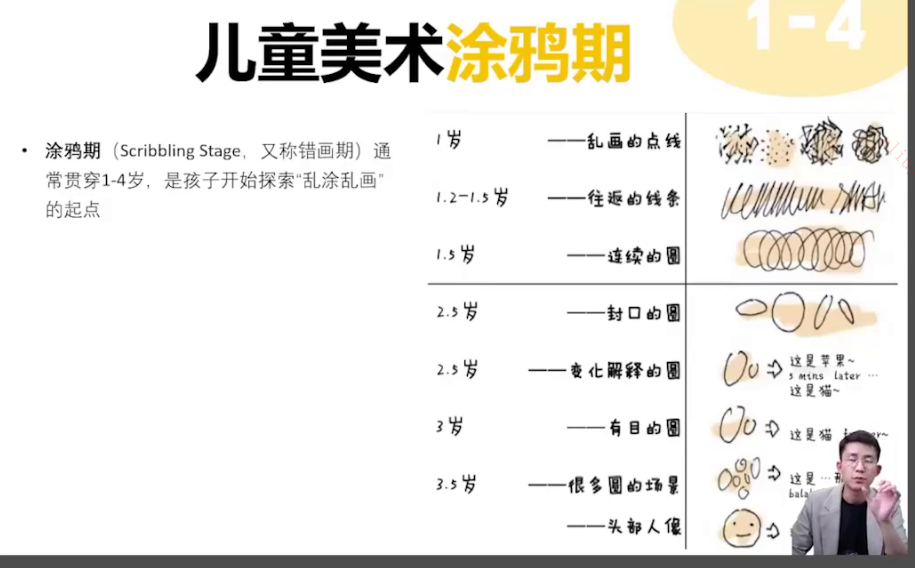 儿童美术涂鸦期
1-4
• 涂鸦期（Scribbling Stage，又称错画期）通
常贯穿1-4岁，是孩子开始探索“乱涂乱画”
的起点
1岁 ——乱画的点线
1.2-1.5岁 ——往返的线条
1.5岁 ——连续的圆
2.5岁 ——封口的圆
2.5岁 ——变化解释的圆
这是苹果~
5 mins later …
这是猫~
3岁 ——有目的圆
这是猫
3.5岁 ——很多圆的场景
这是…
——头部人像